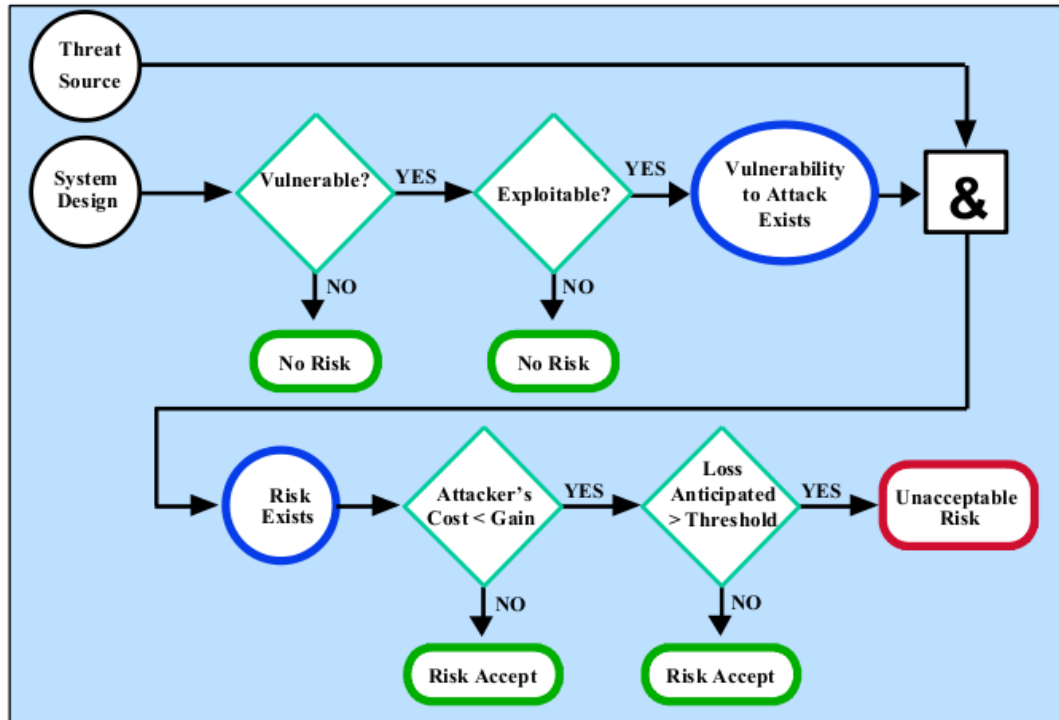 Threat
Source
System
Design
Vulnerable?
YES
Exploitable?
YES
Vulnerability
to Attack
Exists
&
NO
NO
No Risk
No Risk
Risk
Exists
Attacker's
Cost < Gain
YES
Loss
Anticipated
> Threshold
YES
Unacceptable
Risk
NO
NO
Risk Accept
Risk Accept